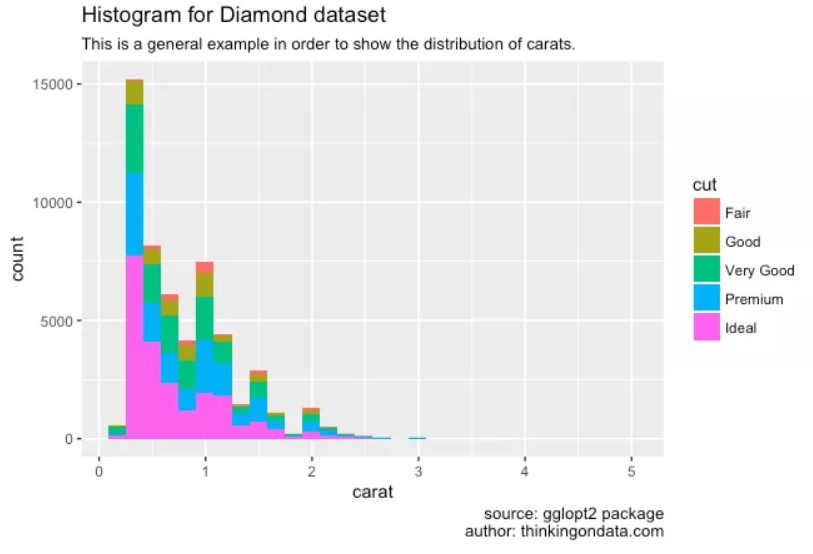 Histogram for Diamond dataset
This is a general example in order to show the distribution of carats.
15000
10000
5000
0
count
0 1 2 3 4 5
carat
cut
Fair
Good
Very Good
Premium
Ideal
source: gglopt2 package
author: thinkingondata.com